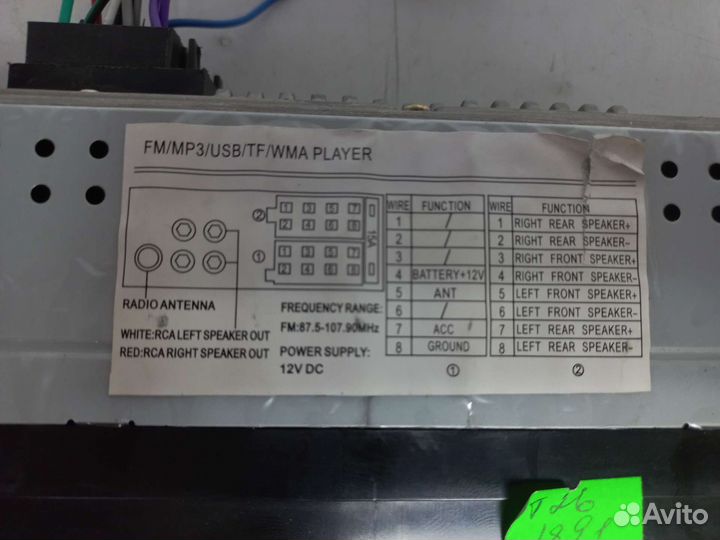 FM/MP3/USB/TF/WMA PLAYER
② 1 3 5 7
2 4 6 8
① 1 3 5 7
2 4 6 8
15A
RADIO ANTENNA
WHITE:RCA LEFT SPEAKER OUT
RED:RCA RIGHT SPEAKER OUT
FREQUENCY RANGE:
FM:87.5-107.90MHz
POWER SUPPLY:
12V DC
WIRE FUNCTION
1 /
2 /
3 /
4 BATTERY+12V
5 ANT
6 /
7 ACC
8 GROUND
①
WIRE FUNCTION
1 RIGHT REAR SPEAKER+
2 RIGHT REAR SPEAKER-
3 RIGHT FRONT SPEAKER+
4 RIGHT FRONT SPEAKER-
5 LEFT FRONT SPEAKER+
6 LEFT FRONT SPEAKER-
7 LEFT REAR SPEAKER+
8 LEFT REAR SPEAKER-
②
Avito